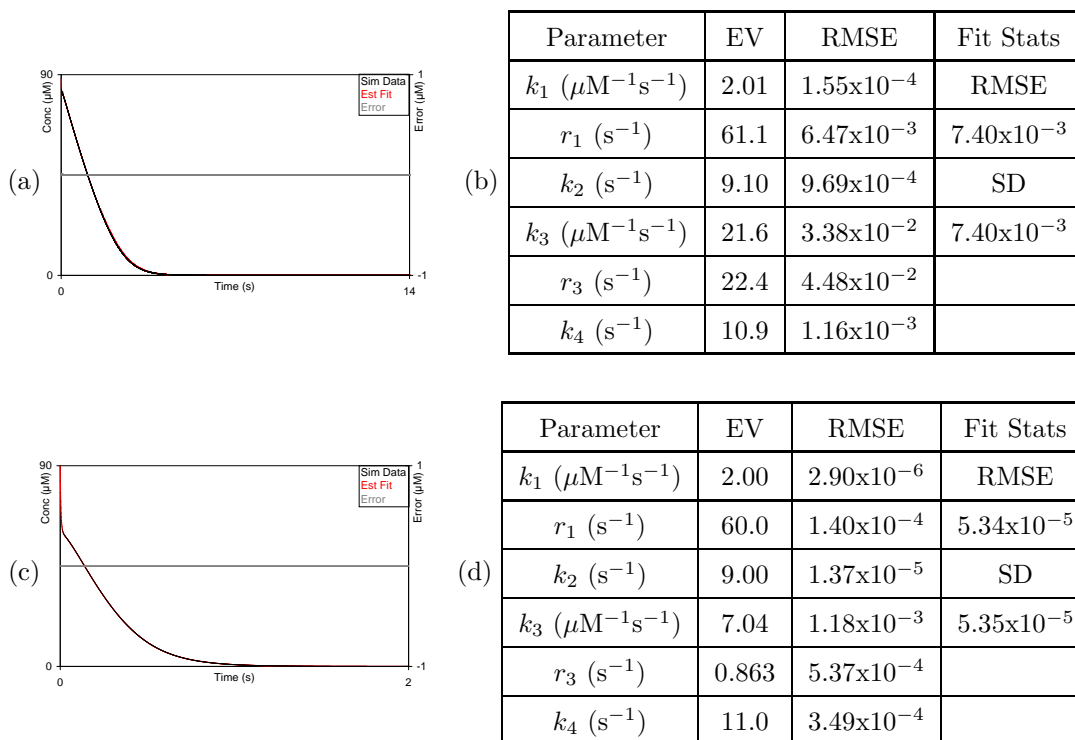 (a)
90
Conc (µM)
0
0
Time (s)
14
1
Error (µM)
-1
Sim Data
Est Fit
Error
(b)
Parameter EV RMSE Fit Stats
k₁ (μM⁻¹s⁻¹) 2.01 1.55x10⁻⁴ RMSE
r₁ (s⁻¹) 61.1 6.47x10⁻³ 7.40x10⁻³
k₂ (s⁻¹) 9.10 9.69x10⁻⁴ SD
k₃ (μM⁻¹s⁻¹) 21.6 3.38x10⁻² 7.40x10⁻³
r₃ (s⁻¹) 22.4 4.48x10⁻²
k₄ (s⁻¹) 10.9 1.16x10⁻³
(c)
90
Conc (µM)
0
0
Time (s)
2
1
Error (µM)
-1
Sim Data
Est Fit
Error
(d)
Parameter EV RMSE Fit Stats
k₁ (μM⁻¹s⁻¹) 2.00 2.90x10⁻⁶ RMSE
r₁ (s⁻¹) 60.0 1.40x10⁻⁴ 5.34x10⁻⁵
k₂ (s⁻¹) 9.00 1.37x10⁻⁵ SD
k₃ (μM⁻¹s⁻¹) 7.04 1.18x10⁻³ 5.35x10⁻⁵
r₃ (s⁻¹) 0.863 5.37x10⁻⁴
k₄ (s⁻¹) 11.0 3.49x10⁻⁴